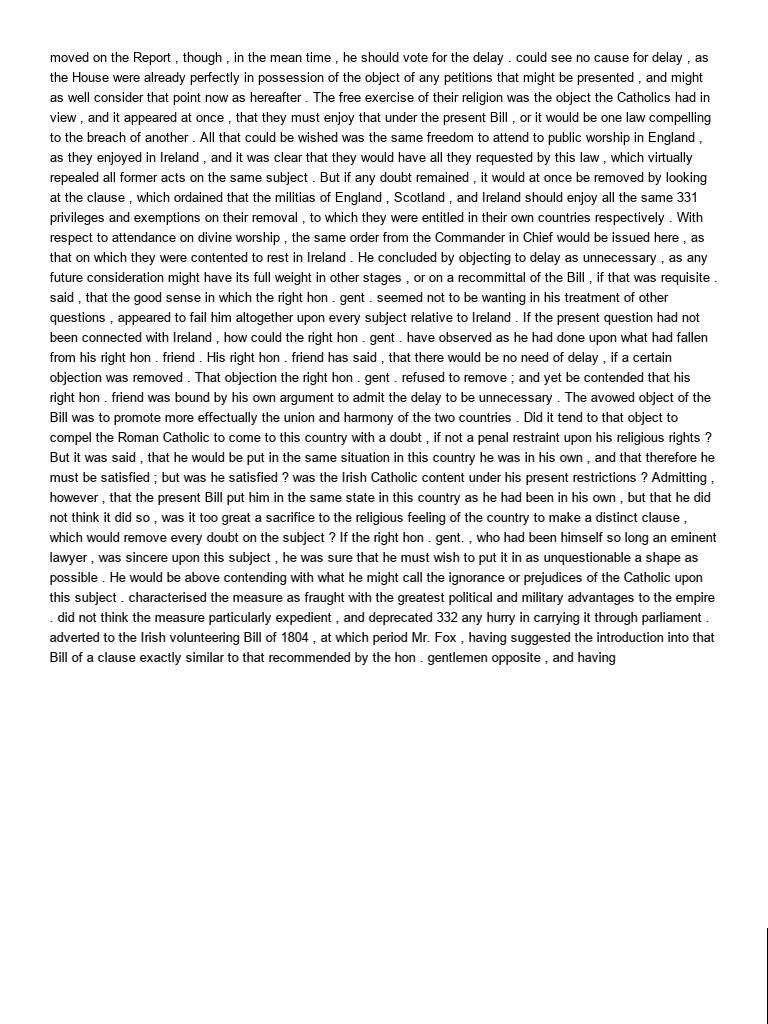 moved on the Report , though , in the mean time , he should vote for the delay . could see no cause for delay , as
the House were already perfectly in possession of the object of any petitions that might be presented , and might
as well consider that point now as hereafter . The free exercise of their religion was the object the Catholics had in
view , and it appeared at once , that they must enjoy that under the present Bill , or it would be one law compelling
to the breach of another . All that could be wished was the same freedom to attend to public worship in England ,
as they enjoyed in Ireland , and it was clear that they would have all they requested by this law , which virtually
repealed all former acts on the same subject . But if any doubt remained , it would at once be removed by looking
at the clause , which ordained that the militias of England , Scotland , and Ireland should enjoy all the same 331
privileges and exemptions on their removal , to which they were entitled in their own countries respectively . With
respect to attendance on divine worship , the same order from the Commander in Chief would be issued here , as
that on which they were contented to rest in Ireland . He concluded by objecting to delay as unnecessary , as any
future consideration might have its full weight in other stages , or on a recommittal of the Bill , if that was requisite .
said , that the good sense in which the right hon . gent . seemed not to be wanting in his treatment of other
questions , appeared to fail him altogether upon every subject relative to Ireland . If the present question had not
been connected with Ireland , how could the right hon . gent . have observed as he had done upon what had fallen
from his right hon . friend . His right hon . friend has said , that there would be no need of delay , if a certain
objection was removed . That objection the right hon . gent . refused to remove ; and yet be contended that his
right hon . friend was bound by his own argument to admit the delay to be unnecessary . The avowed object of the
Bill was to promote more effectually the union and harmony of the two countries . Did it tend to that object to
compel the Roman Catholic to come to this country with a doubt , if not a penal restraint upon his religious rights ?
But it was said , that he would be put in the same situation in this country he was in his own , and that therefore he
must be satisfied ; but was he satisfied ? was the Irish Catholic content under his present restrictions ? Admitting ,
however , that the present Bill put him in the same state in this country as he had been in his own , but that he did
not think it did so , was it too great a sacrifice to the religious feeling of the country to make a distinct clause ,
which would remove every doubt on the subject ? If the right hon . gent. , who had been himself so long an eminent
lawyer , was sincere upon this subject , he was sure that he must wish to put it in as unquestionable a shape as
possible . He would be above contending with what he might call the ignorance or prejudices of the Catholic upon
this subject . characterised the measure as fraught with the greatest political and military advantages to the empire
. did not think the measure particularly expedient , and deprecated 332 any hurry in carrying it through parliament .
adverted to the Irish volunteering Bill of 1804 , at which period Mr. Fox , having suggested the introduction into that
Bill of a clause exactly similar to that recommended by the hon . gentlemen opposite , and having